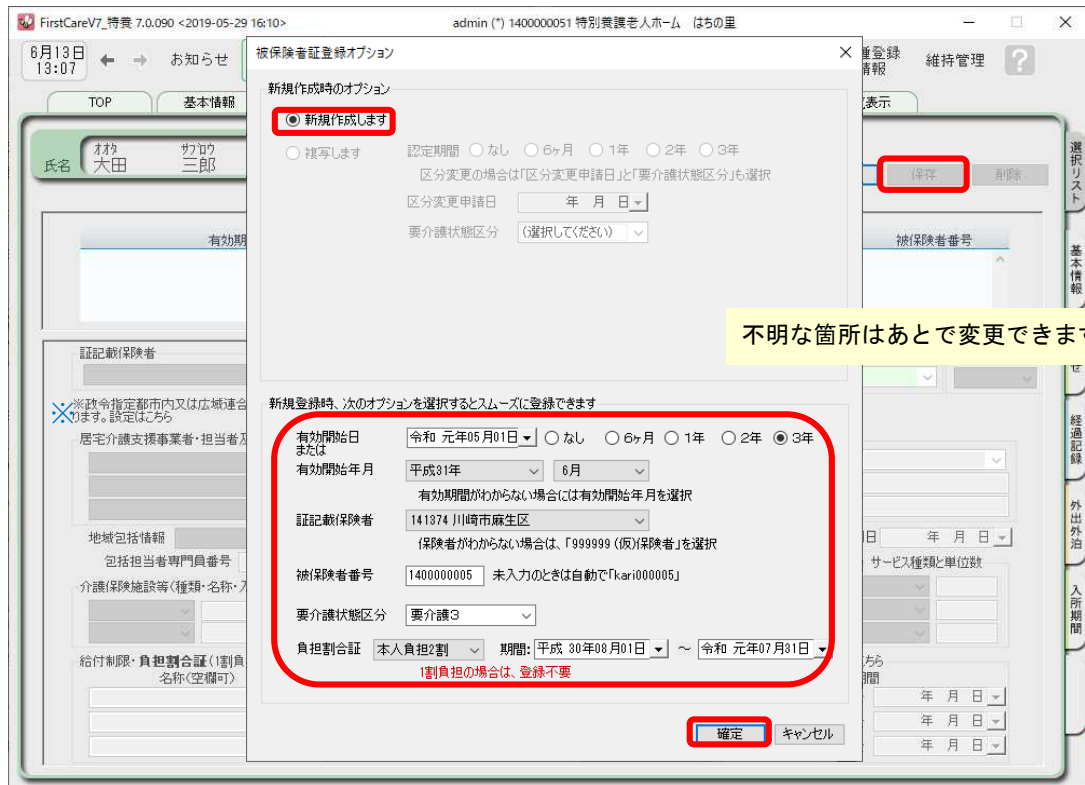 FirstCareV7_特養 7.0.090 <2019-05-29 16:10> admin (*) 1400000051 特別養護老人ホーム はちの里
6月13日
13:07
お知らせ
維持管理
TOP 基本情報
被保険者証登録オプション
新規作成時のオプション
新規作成します
複写します 認定期間 なし 6ヶ月 1年 2年 3年
区分変更の場合は「区分変更申請日」と「要介護状態区分」も選択
区分変更申請日 年 月 日
要介護状態区分 (選択してください)
氏名 オオタ サブロウ
大田 三郎
保存 削除
有効期
被保険者番号
不明な箇所はあとで変更できます
証記載保険者
※政令指定都市内又は広域連合
ります。設定はこちら
居宅介護支援事業者・担当者及
地域包括情報
包括担当者専門員番号
介護保険施設等(種類・名称・入
給付制限・負担割合証(1割負
名称(空欄可)
新規登録時、次のオプションを選択するとスムーズに登録できます
有効開始日 令和 元年05月01日 なし 6ヶ月 1年 2年 3年
または
有効開始年月 平成31年 6月
有効期間がわからない場合には有効開始年月を選択
証記載保険者 141374 川崎市麻生区
保険者がわからない場合は、「999999 (仮)保険者」を選択
被保険者番号 1400000005 未入力のときは自動で「kari000005」
要介護状態区分 要介護3
負担割合証 本人負担2割 期間: 平成 30年08月01日 ~ 令和 元年07月31日
1割負担の場合は、登録不要
確定 キャンセル
日 年 月 日
サービス種類と単位数
ちら
期間
年 月 日
年 月 日
年 月 日
選択リスト
基本情報
せ
経過記録
外出外泊
入所期間